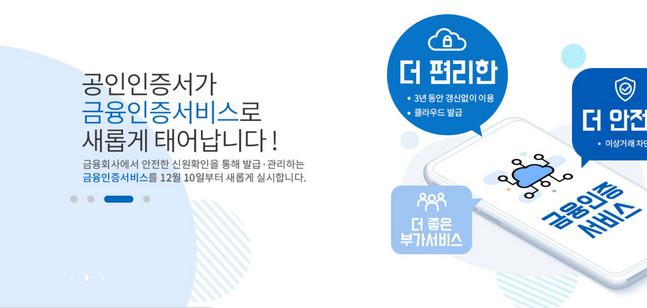 공인인증서가
금융인증서비스로
새롭게 태어납니다!
금융회사에서 안전한 신원확인을 통해 발급·관리하는
금융인증서비스를 12월 10일부터 새롭게 실시합니다.
더 편리한
• 3년 동안 갱신없이 이용
• 클라우드 발급
더 안전
• 이상거래 차단
더 좋은
부가서비스
금융인증
서비스